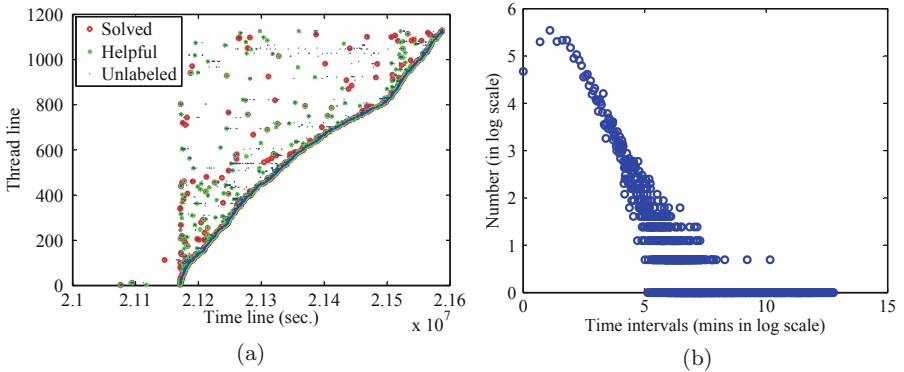 1200
1000
800
600
400
200
0
Thread line
Solved
Helpful
Unlabeled
2.1
2.11
2.12
2.13
2.14
2.15
2.16
Time line (sec.)
x 10^7
(a)
6
5
4
3
2
1
0
Number (in log scale)
0
5
10
15
Time intervals (mins in log scale)
(b)